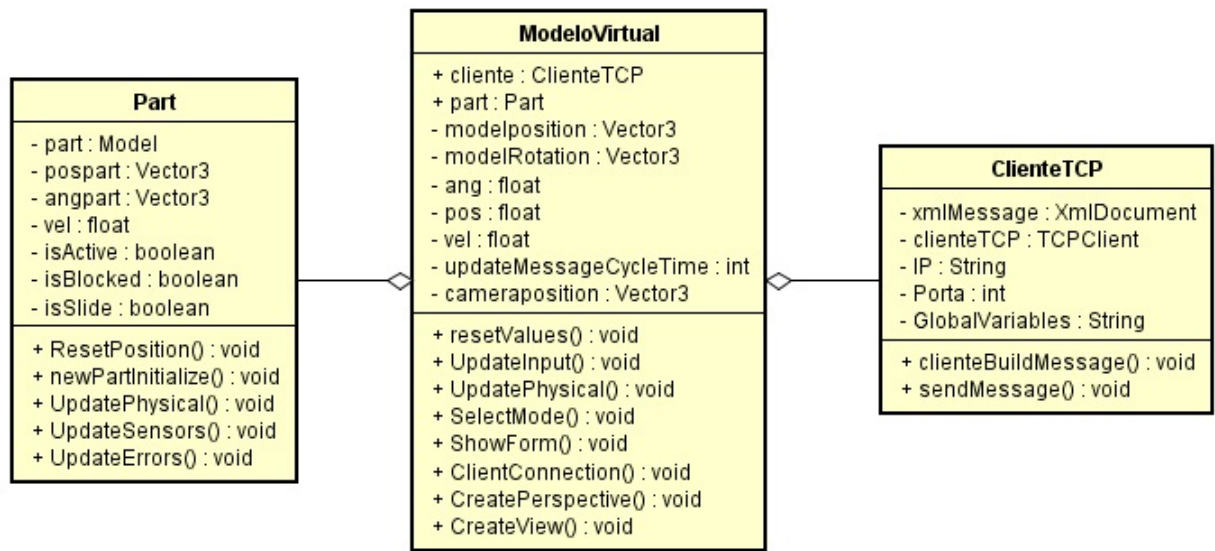 Part
- part : Model
- pospart : Vector3
- angpart : Vector3
- vel : float
- isActive : boolean
- isBlocked : boolean
- isSlide : boolean
+ ResetPosition() : void
+ newPartInitialize() : void
+ UpdatePhysical() : void
+ UpdateSensors() : void
+ UpdateErrors() : void
ModeloVirtual
+ cliente : ClienteTCP
+ part : Part
- modelposition : Vector3
- modelRotation : Vector3
- ang : float
- pos : float
- vel : float
- updateMessageCycleTime : int
- cameraposition : Vector3
+ resetValues() : void
+ UpdateInput() : void
+ UpdatePhysical() : void
+ SelectMode() : void
+ ShowForm() : void
+ ClientConnection() : void
+ CreatePerspective() : void
+ CreateView() : void
ClienteTCP
- xmlMessage : XmlDocument
- clienteTCP : TCPClient
- IP : String
- Porta : int
- GlobalVariables : String
+ clienteBuildMessage() : void
+ sendMessage() : void